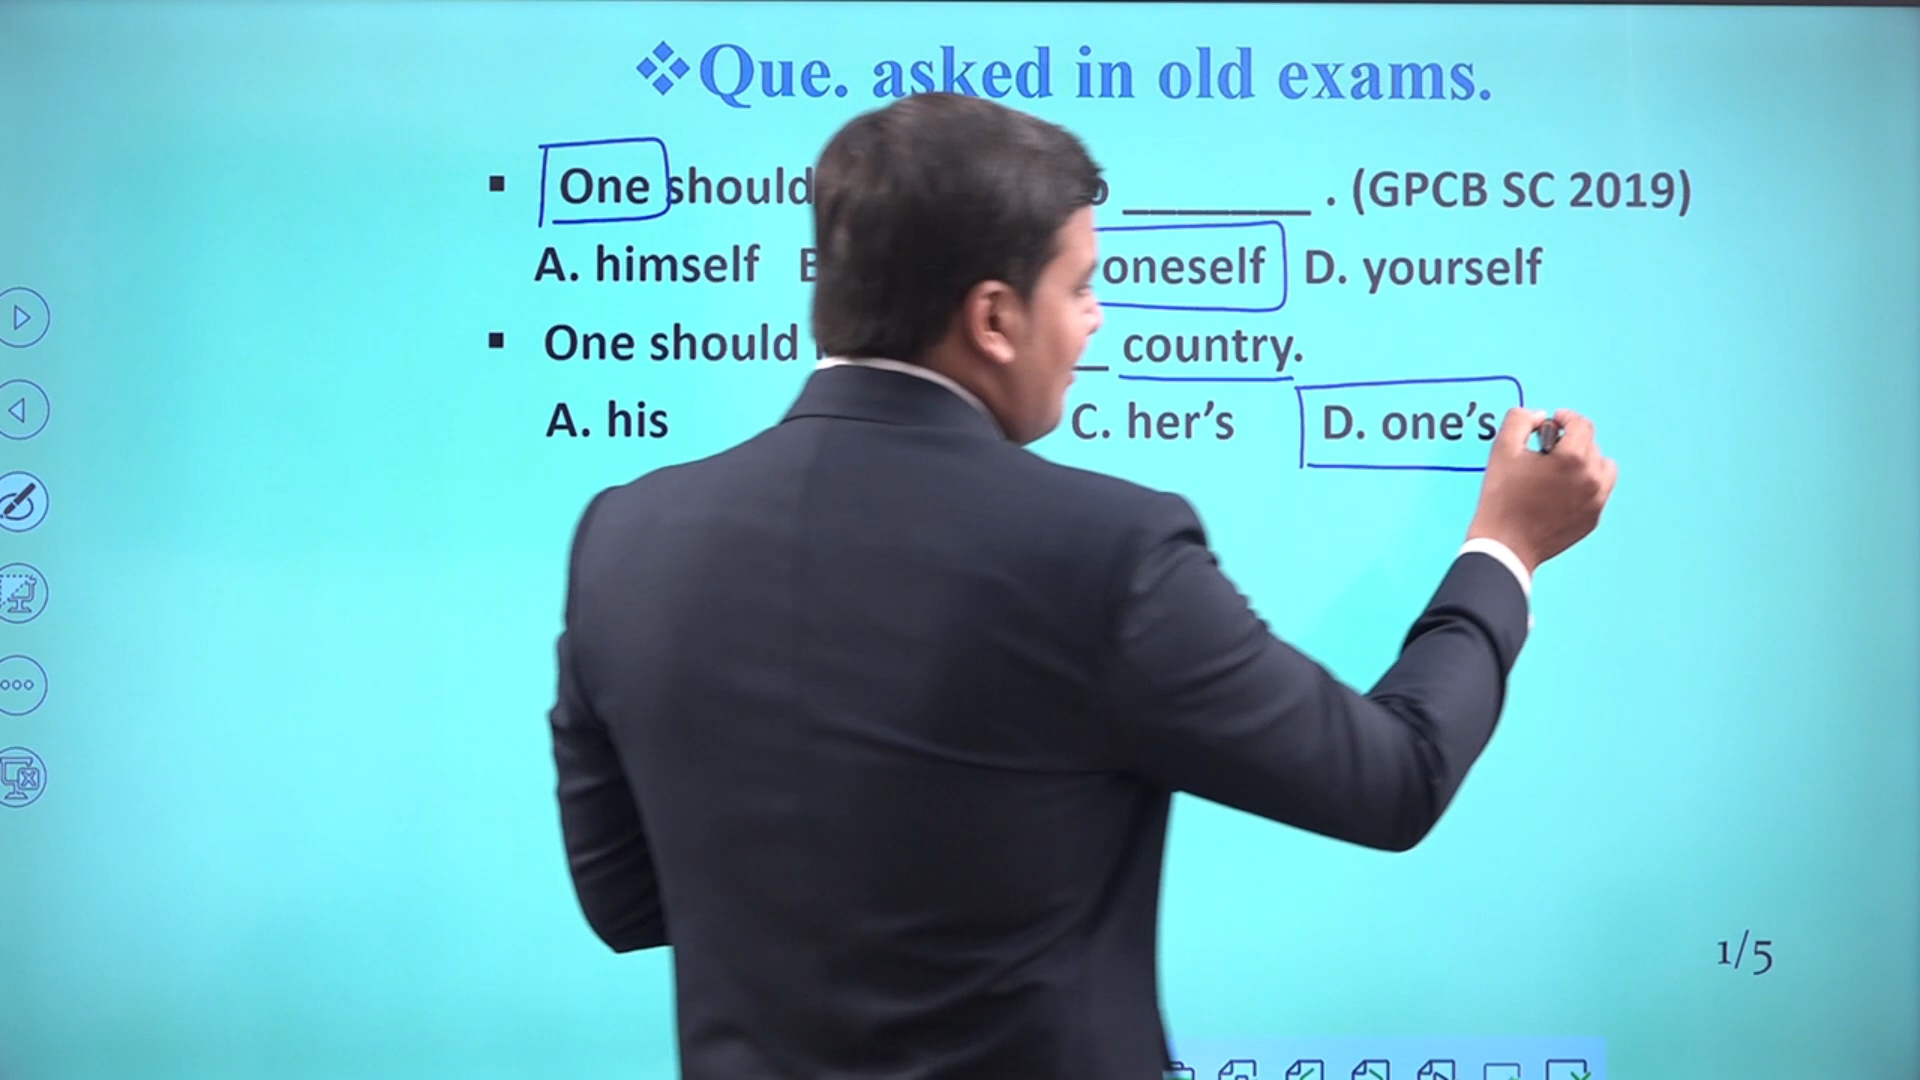 ❖Que. asked in old exams.
▪ One should _______ . (GPCB SC 2019)
A. himself oneself D. yourself
▪ One should country.
A. his C. her's D. one's
1/5